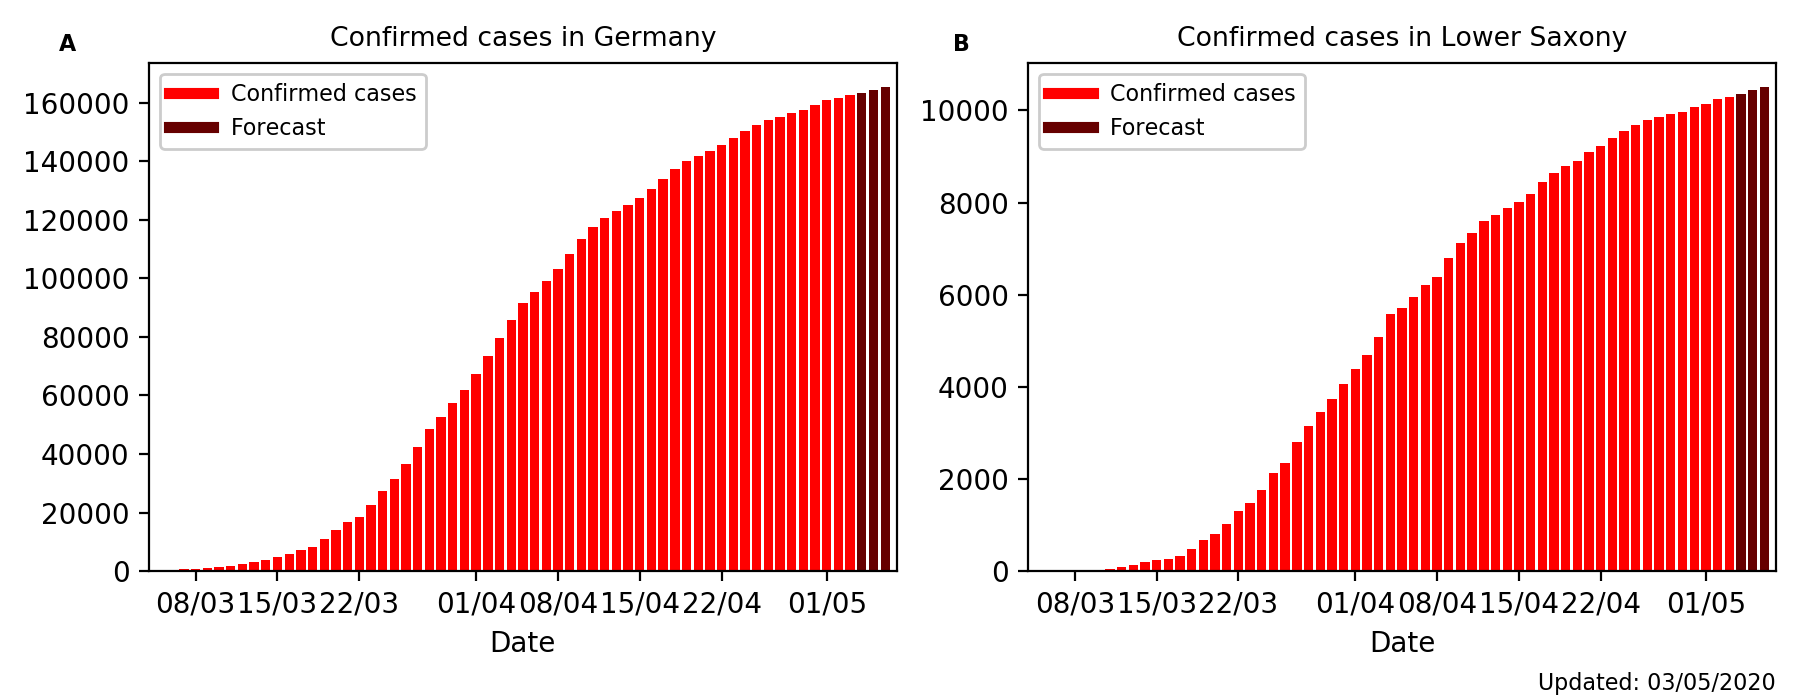 A
Confirmed cases in Germany
Confirmed cases
Forecast
160000
140000
120000
100000
80000
60000
40000
20000
0
08/03 15/03 22/03 01/04 08/04 15/04 22/04 01/05
Date
B
Confirmed cases in Lower Saxony
Confirmed cases
Forecast
10000
8000
6000
4000
2000
0
08/03 15/03 22/03 01/04 08/04 15/04 22/04 01/05
Date
Updated: 03/05/2020